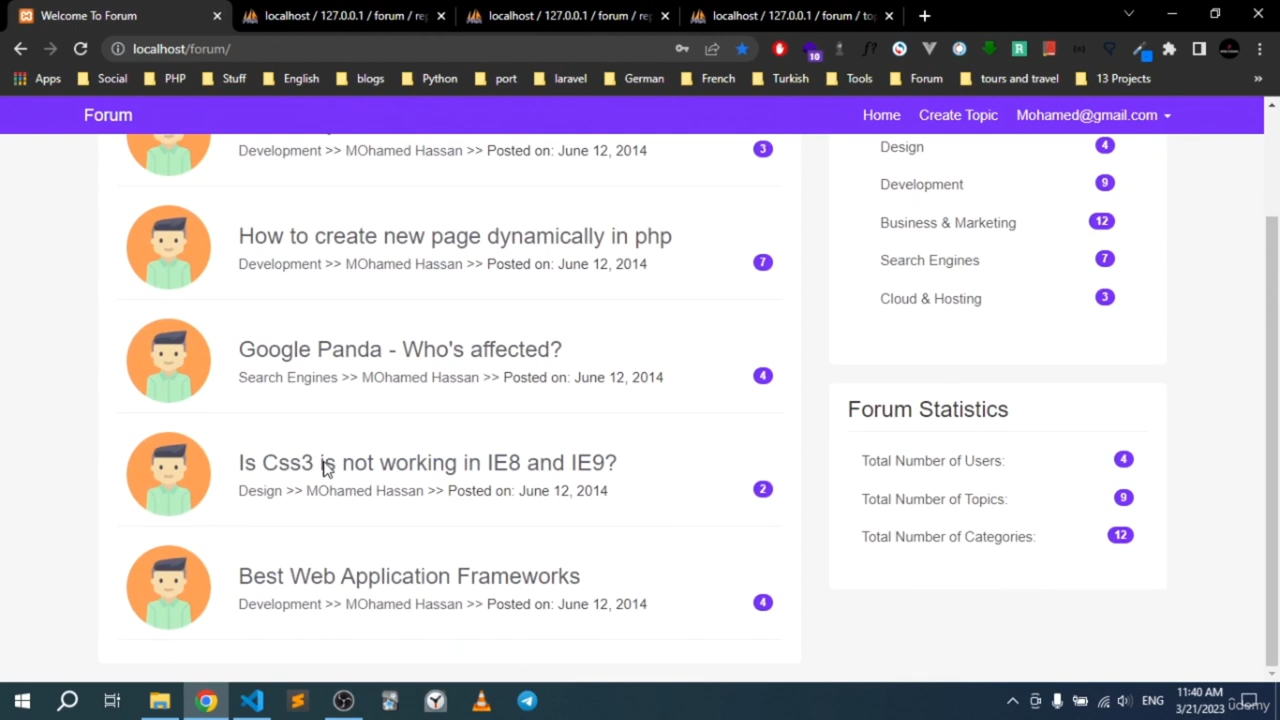 Welcome To Forum
localhost / 127.0.0.1 / forum / rep
localhost / 127.0.0.1 / forum / rep
localhost / 127.0.0.1 / forum / top
localhost/forum/
10
Apps
Social
PHP
Stuff
English
blogs
Python
port
laravel
German
French
Turkish
Tools
Forum
tours and travel
13 Projects
»
Forum
Home
Create Topic
Mohamed@gmail.com
Development >> MOhamed Hassan >> Posted on: June 12, 2014
3
How to create new page dynamically in php
Development >> MOhamed Hassan >> Posted on: June 12, 2014
7
Google Panda - Who's affected?
Search Engines >> MOhamed Hassan >> Posted on: June 12, 2014
4
Is Css3 is not working in IE8 and IE9?
Design >> MOhamed Hassan >> Posted on: June 12, 2014
2
Best Web Application Frameworks
Development >> MOhamed Hassan >> Posted on: June 12, 2014
4
Design 4
Development 9
Business & Marketing 12
Search Engines 7
Cloud & Hosting 3
Forum Statistics
Total Number of Users: 4
Total Number of Topics: 9
Total Number of Categories: 12
ENG
11:40 AM
3/21/2023
udemy